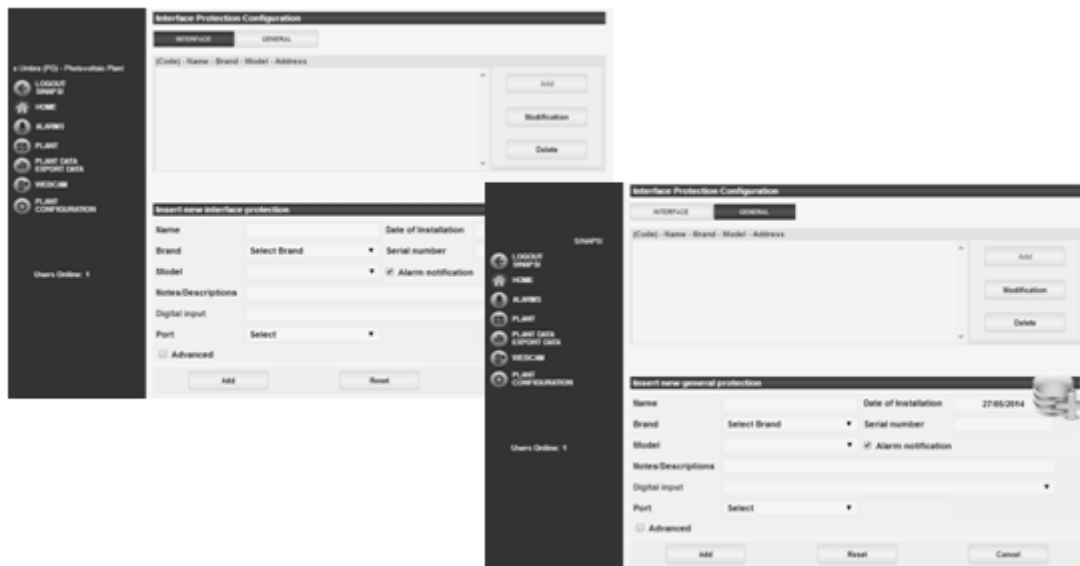 Interface Protection Configuration
INTERFACE GENERAL
(Code) - Name - Brand - Model - Address
a Umbra (PG) - Photovoltaic Plant
LOGOUT
SINAPSI
HOME
ALARMS
PLANT
PLANT DATA
EXPORT DATA
WEBCAM
PLANT
CONFIGURATION
Users Online: 1
Add
Modification
Delete
Insert new interface protection
Name Date of Installation
Brand Select Brand Serial number
Model Alarm notification
Notes/Descriptions
Digital input
Port Select
Advanced
Add Reset
Interface Protection Configuration
INTERFACE GENERAL
(Code) - Name - Brand - Model - Address
SINAPSI
LOGOUT
SINAPSI
HOME
ALARMS
PLANT
PLANT DATA
EXPORT DATA
WEBCAM
PLANT
CONFIGURATION
Users Online: 1
Add
Modification
Delete
Insert new general protection
Name Date of Installation 27/05/2014
Brand Select Brand Serial number
Model Alarm notification
Notes/Descriptions
Digital input
Port Select
Advanced
Add Reset Cancel